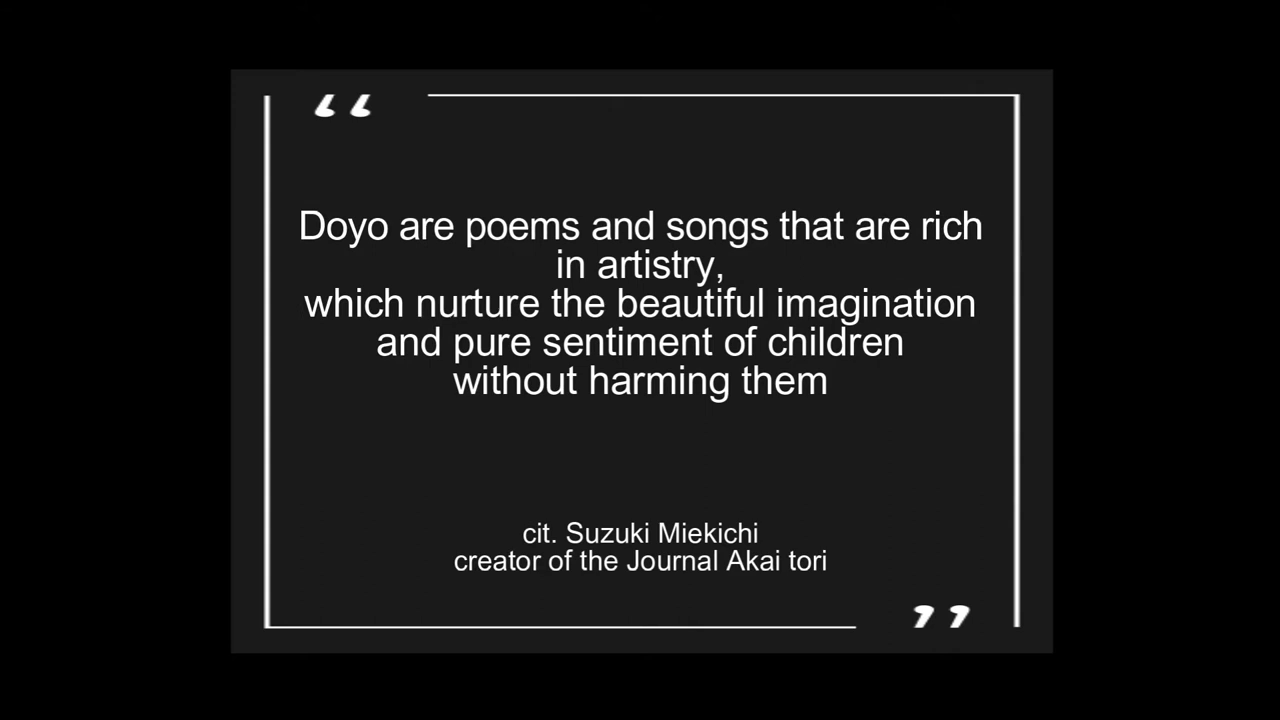 “
Doyo are poems and songs that are rich
in artistry,
which nurture the beautiful imagination
and pure sentiment of children
without harming them
cit. Suzuki Miekichi
creator of the Journal Akai tori
”